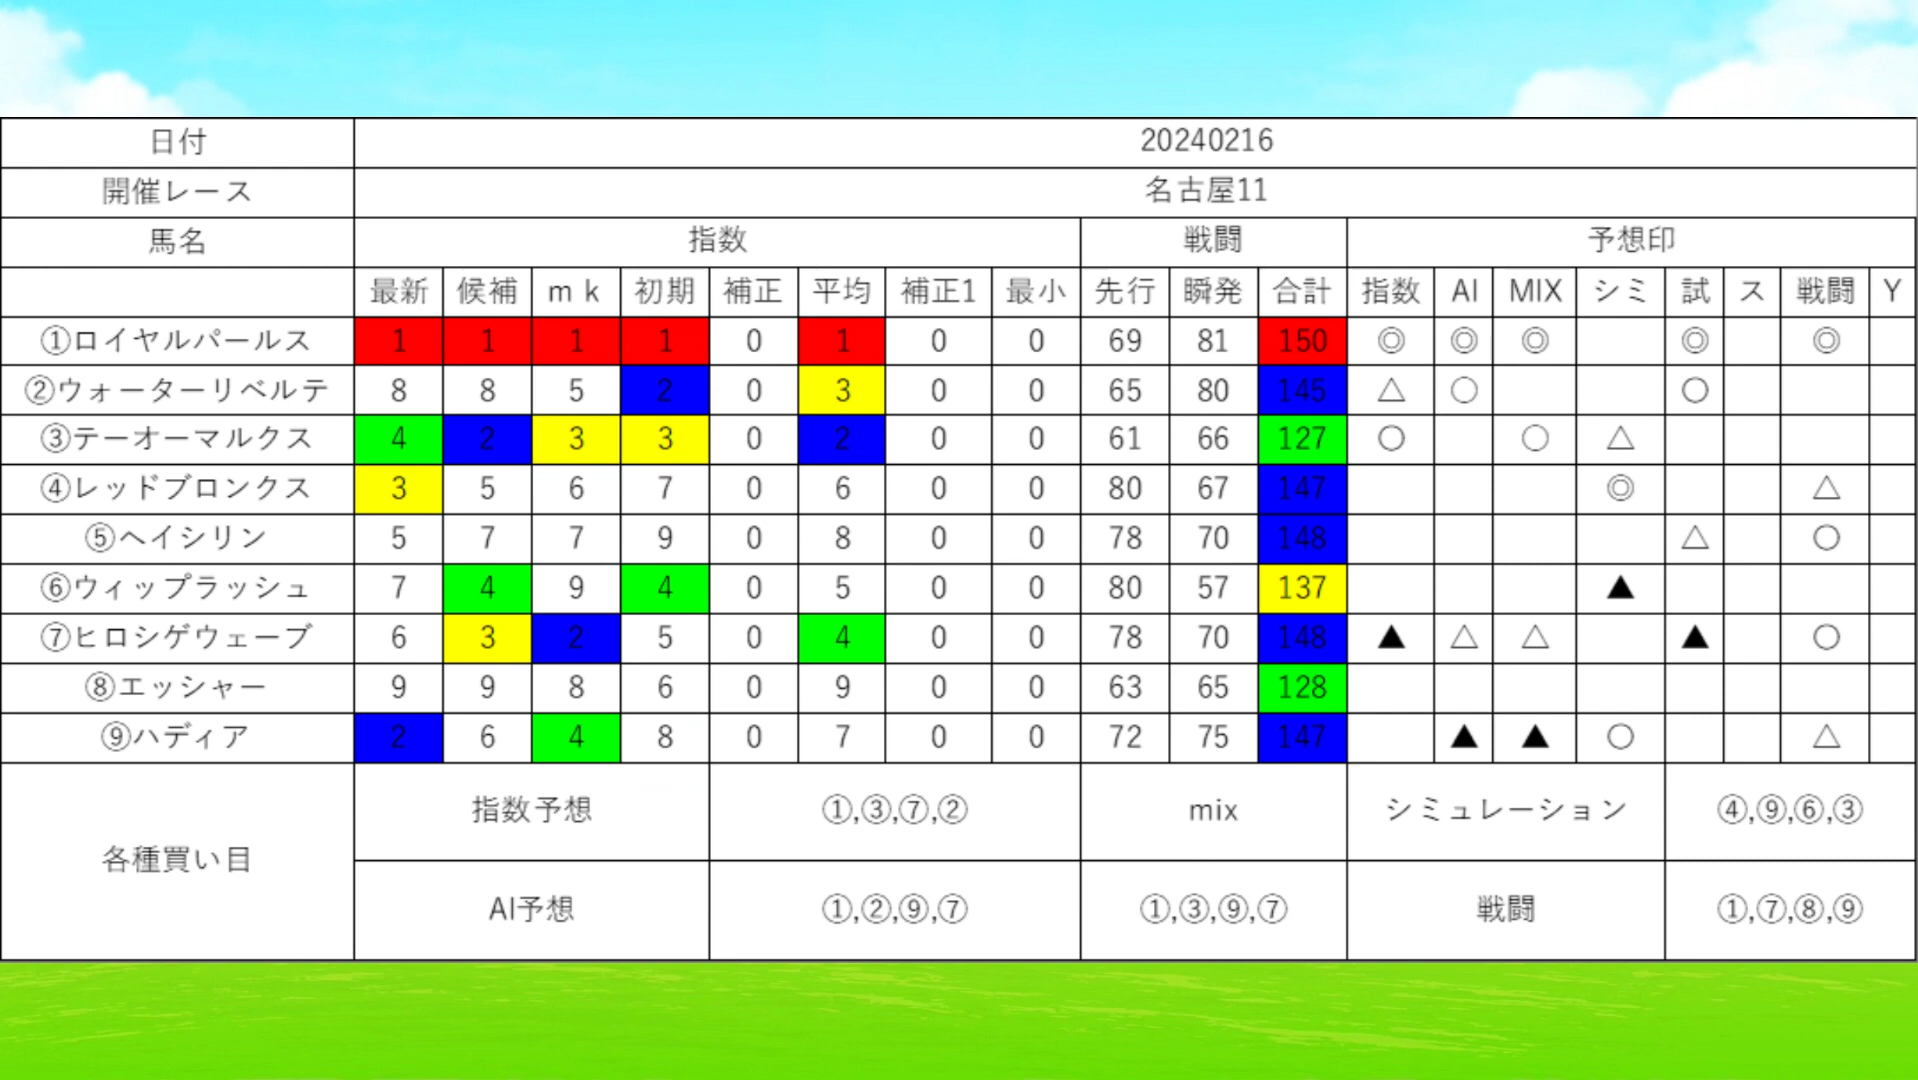 日付 20240216
開催レース 名古屋11
馬名 指数 戦闘 予想印
最新 候補 mk 初期 補正 平均 補正1 最小 先行 瞬発 合計 指数 AI MIX シミ 試 ス 戦闘 Y
①ロイヤルパールス 1 1 1 1 0 1 0 0 69 81 150 ◎ ◎ ◎ ◎ ◎
②ウォーターリベルテ 8 8 5 2 0 3 0 0 65 80 145 △ ○ ○
③テーオーマルクス 4 2 3 3 0 2 0 0 61 66 127 ○ ○ △
④レッドブロンクス 3 5 6 7 0 6 0 0 80 67 147 ◎ △
⑤ヘイシリン 5 7 7 9 0 8 0 0 78 70 148 △ ○
⑥ウィップラッシュ 7 4 9 4 0 5 0 0 80 57 137 ▲
⑦ヒロシゲウェーブ 6 3 2 5 0 4 0 0 78 70 148 ▲ △ △ ▲ ○
⑧エッシャー 9 9 8 6 0 9 0 0 63 65 128
⑨ハディア 2 6 4 8 0 7 0 0 72 75 147 ▲ ▲ ○ △
各種買い目
指数予想 ①,③,⑦,② mix シミュレーション ④,⑨,⑥,③
AI予想 ①,②,⑨,⑦ ①,③,⑨,⑦ 戦闘 ①,⑦,⑧,⑨